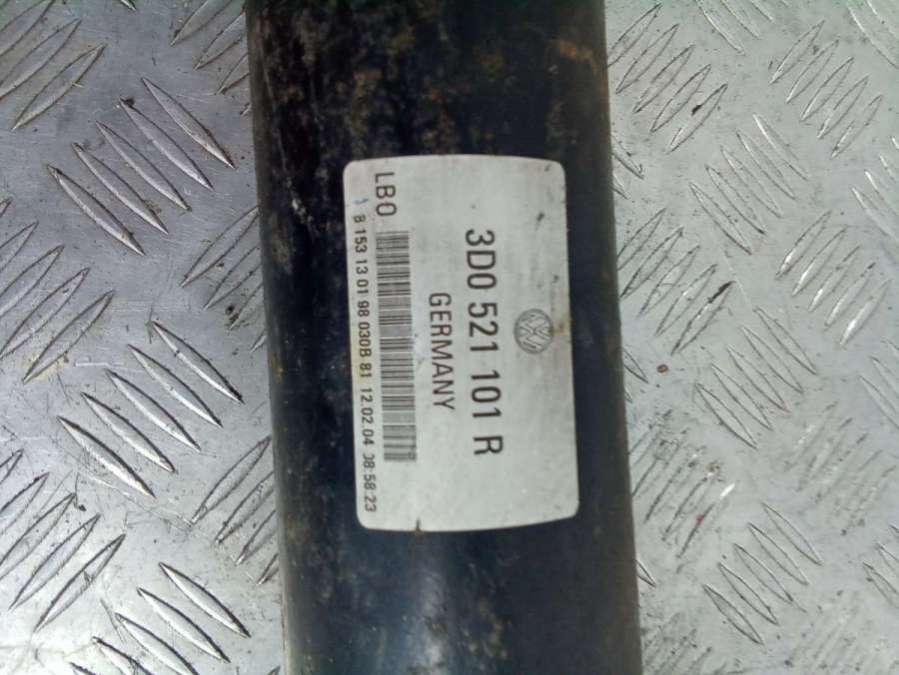 3D0 521 101 R
GERMANY
LBO
8 153 13 01 98 030B 81 12.02.04 08:58:23